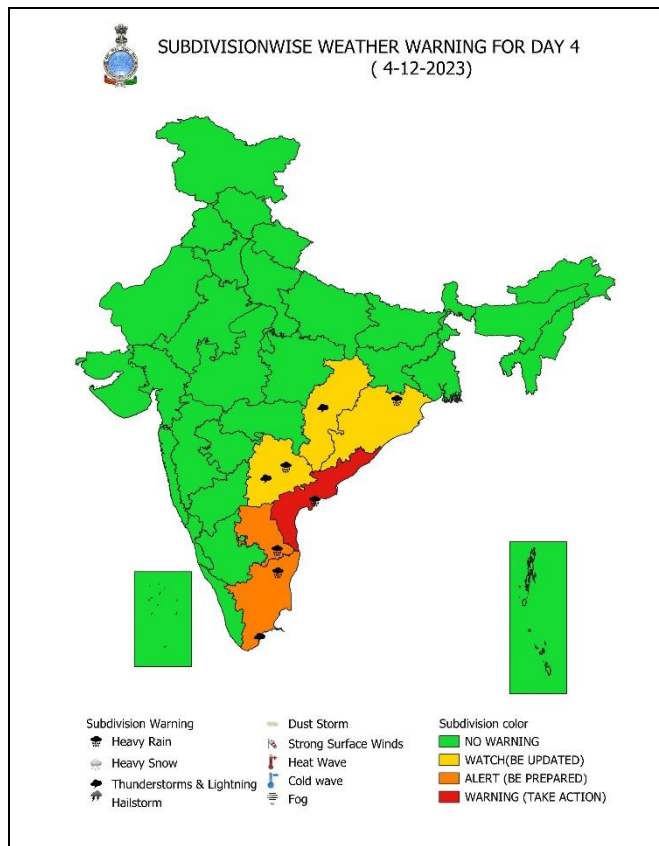 SUBDIVISIONWISE WEATHER WARNING FOR DAY 4
( 4-12-2023)
Subdivision Warning
Heavy Rain
Heavy Snow
Thunderstorms & Lightning
Hailstorm
Dust Storm
Strong Surface Winds
Heat Wave
Cold wave
Fog
Subdivision color
NO WARNING
WATCH(BE UPDATED)
ALERT (BE PREPARED)
WARNING (TAKE ACTION)